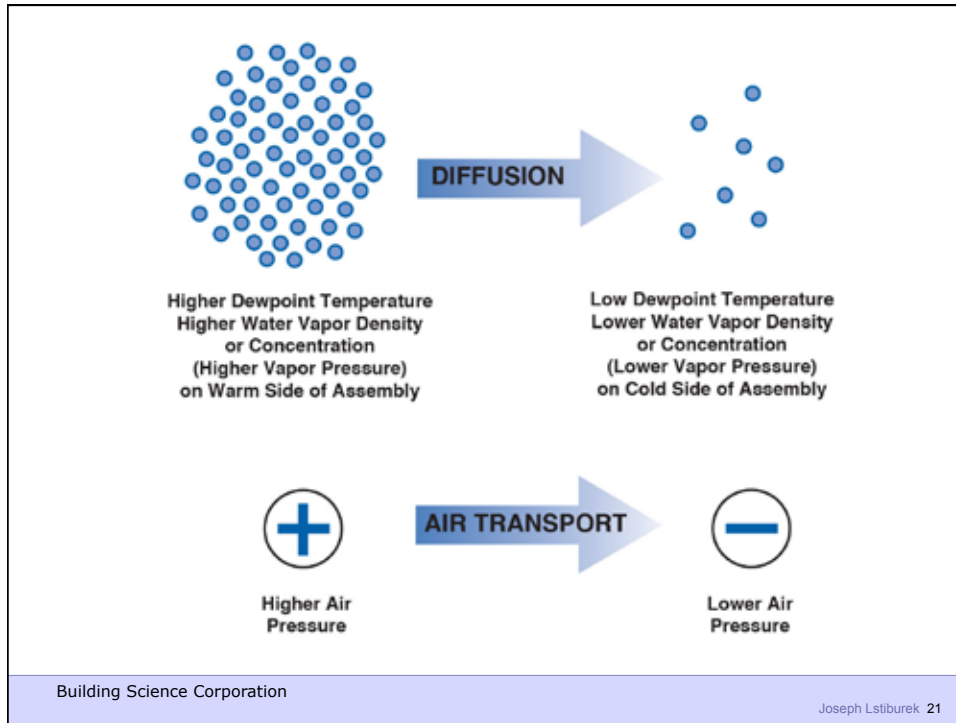 DIFFUSION
Higher Dewpoint Temperature
Higher Water Vapor Density
or Concentration
(Higher Vapor Pressure)
on Warm Side of Assembly
Low Dewpoint Temperature
Lower Water Vapor Density
or Concentration
(Lower Vapor Pressure)
on Cold Side of Assembly
AIR TRANSPORT
Higher Air
Pressure
Lower Air
Pressure
Building Science Corporation
Joseph Lstiburek 21